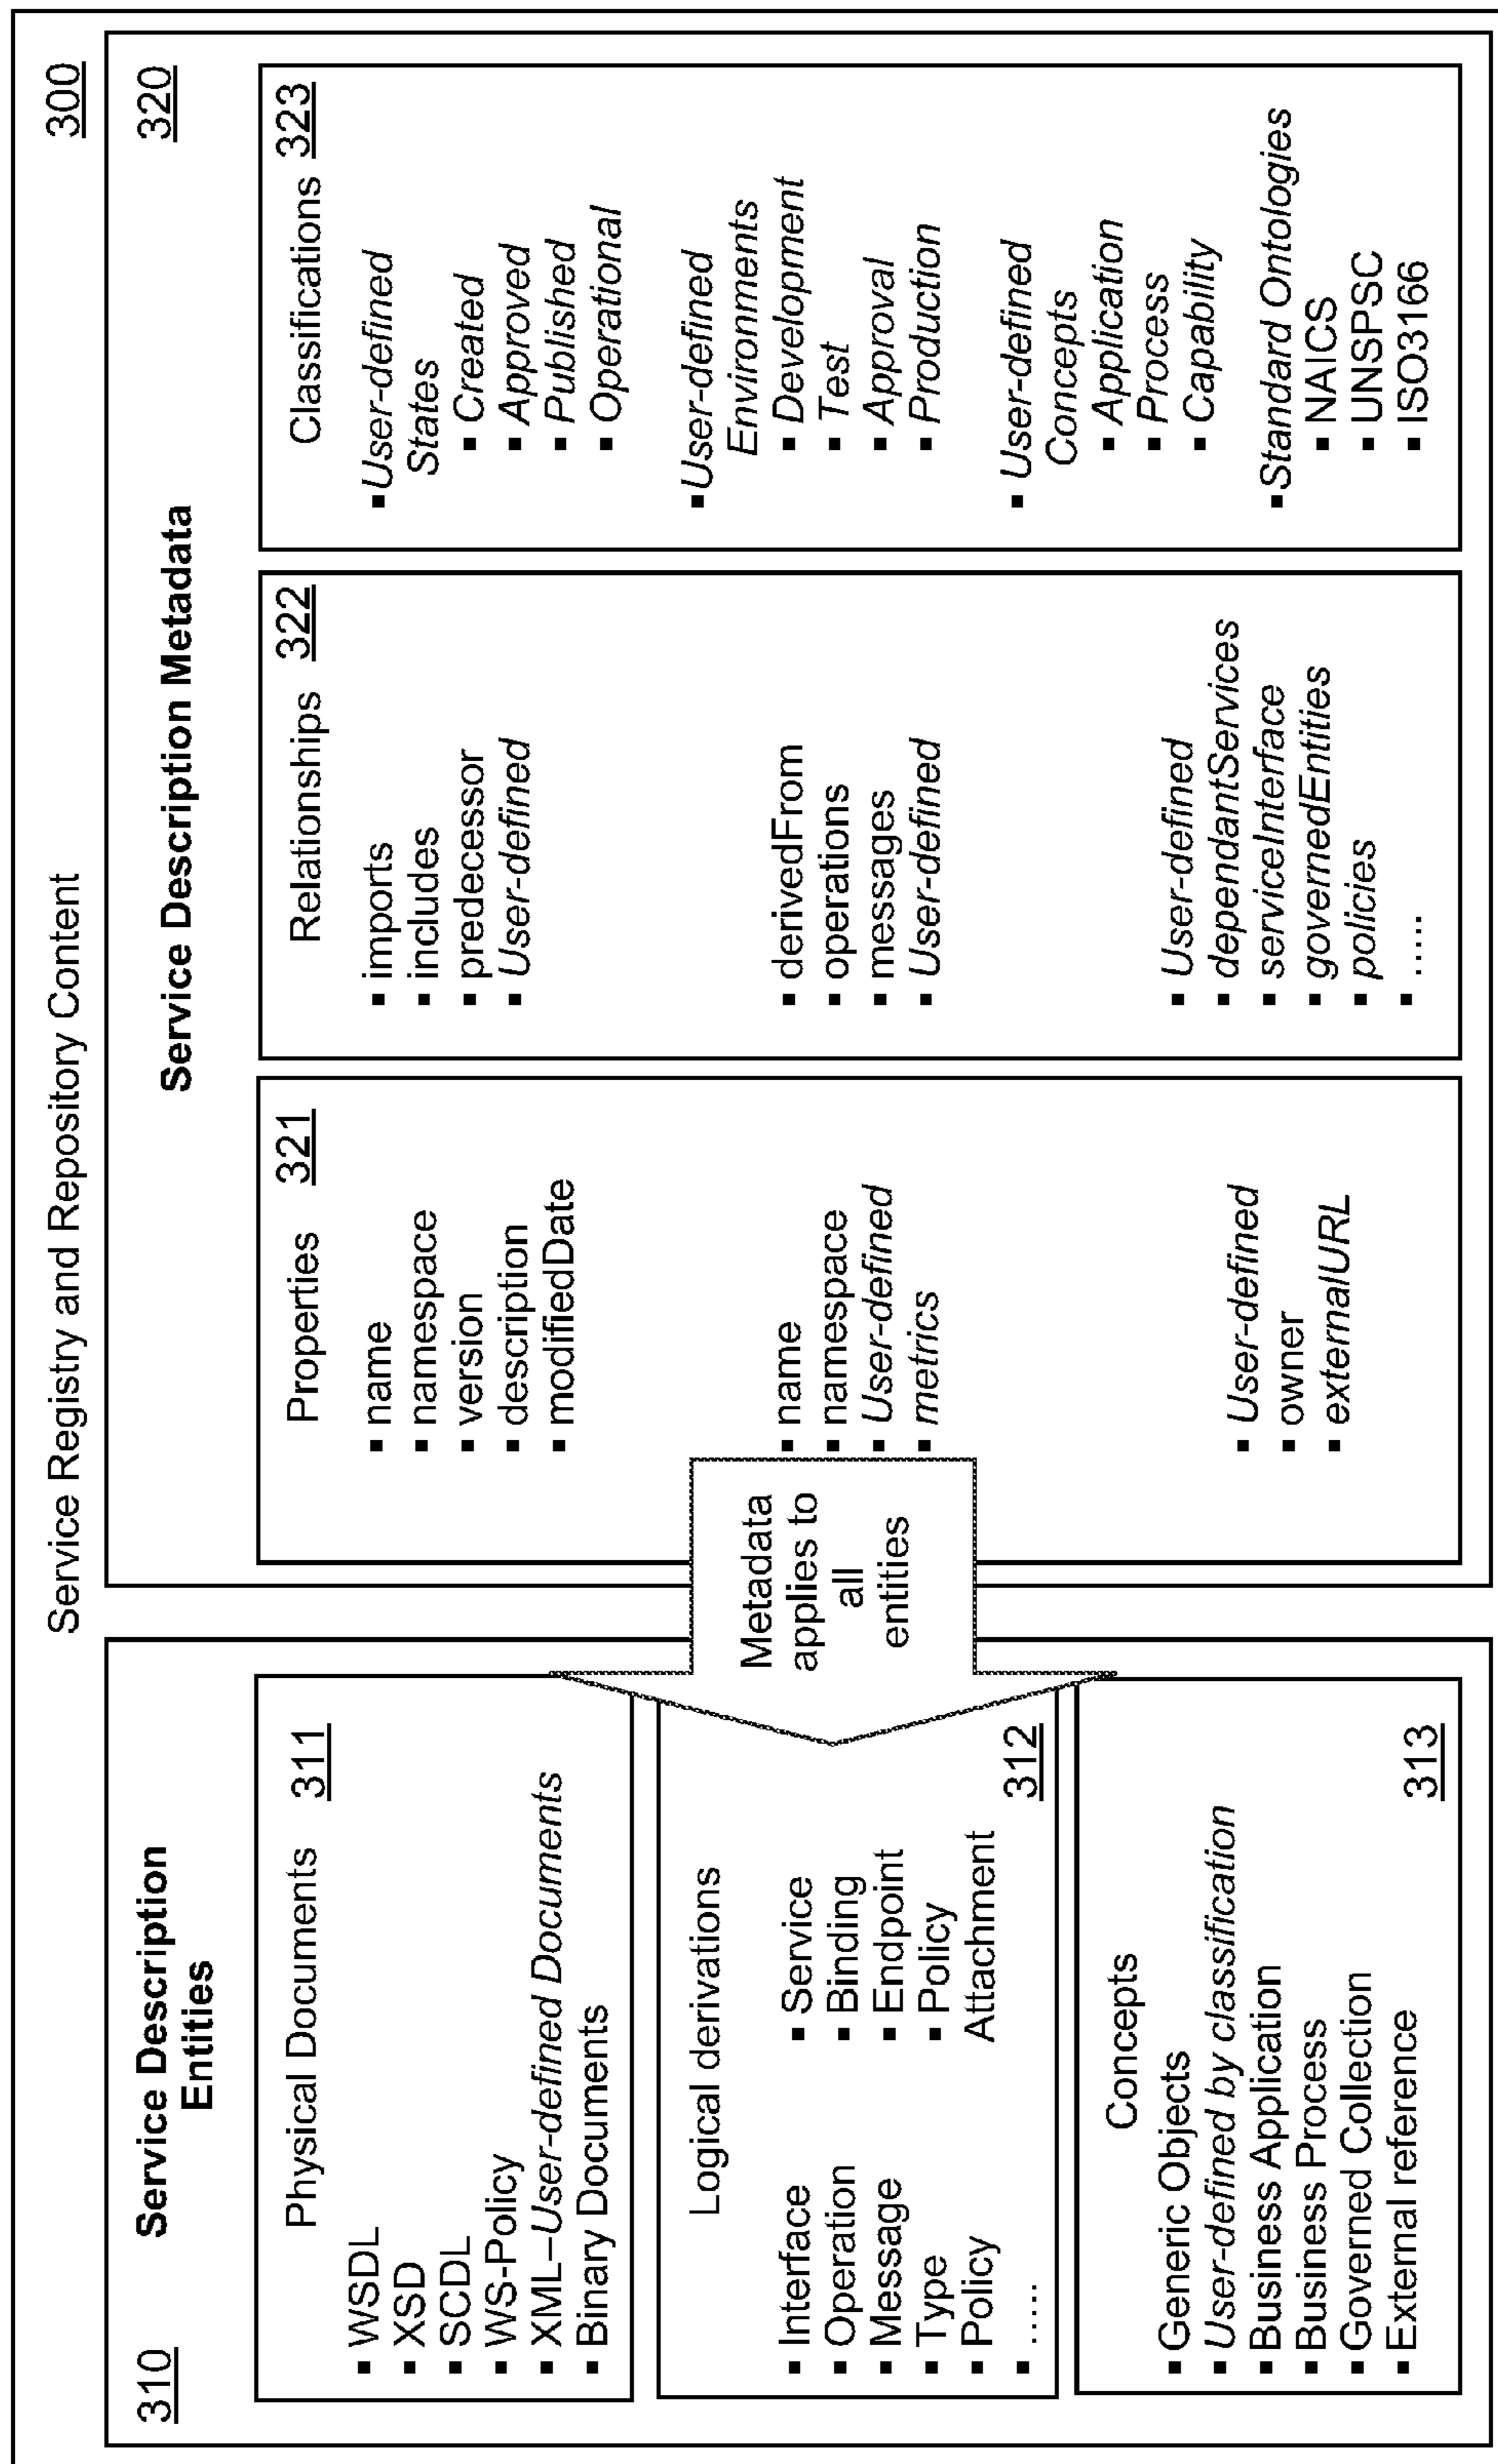 Service Registry and Repository Content
300
310
Service Description
Entities
Physical Documents
311
▪ WSDL
▪ XSD
▪ SCDL
▪ WS-Policy
▪ XML–User-defined Documents
▪ Binary Documents
Logical derivations
▪ Interface
▪ Operation
▪ Message
▪ Type
▪ Policy
▪ .....
▪ Service
▪ Binding
▪ Endpoint
▪ Policy
Attachment
312
Concepts
▪ Generic Objects
▪ User-defined by classification
▪ Business Application
▪ Business Process
▪ Governed Collection
▪ External reference
313
Metadata
applies to
all
entities
Service Description Metadata
320
Properties
321
▪ name
▪ namespace
▪ version
▪ description
▪ modifiedDate
▪ name
▪ namespace
▪ User-defined
▪ metrics
▪ User-defined
▪ owner
▪ externalURL
Relationships
322
▪ imports
▪ includes
▪ predecessor
▪ User-defined
▪ derivedFrom
▪ operations
▪ messages
▪ User-defined
▪ User-defined
▪ dependantServices
▪ serviceInterface
▪ governedEntities
▪ policies
▪ .....
Classifications
323
▪ User-defined
States
▪ Created
▪ Approved
▪ Published
▪ Operational
▪ User-defined
Environments
▪ Development
▪ Test
▪ Approval
▪ Production
▪ User-defined
Concepts
▪ Application
▪ Process
▪ Capability
▪ Standard Ontologies
▪ NAICS
▪ UNSPSC
▪ ISO3166